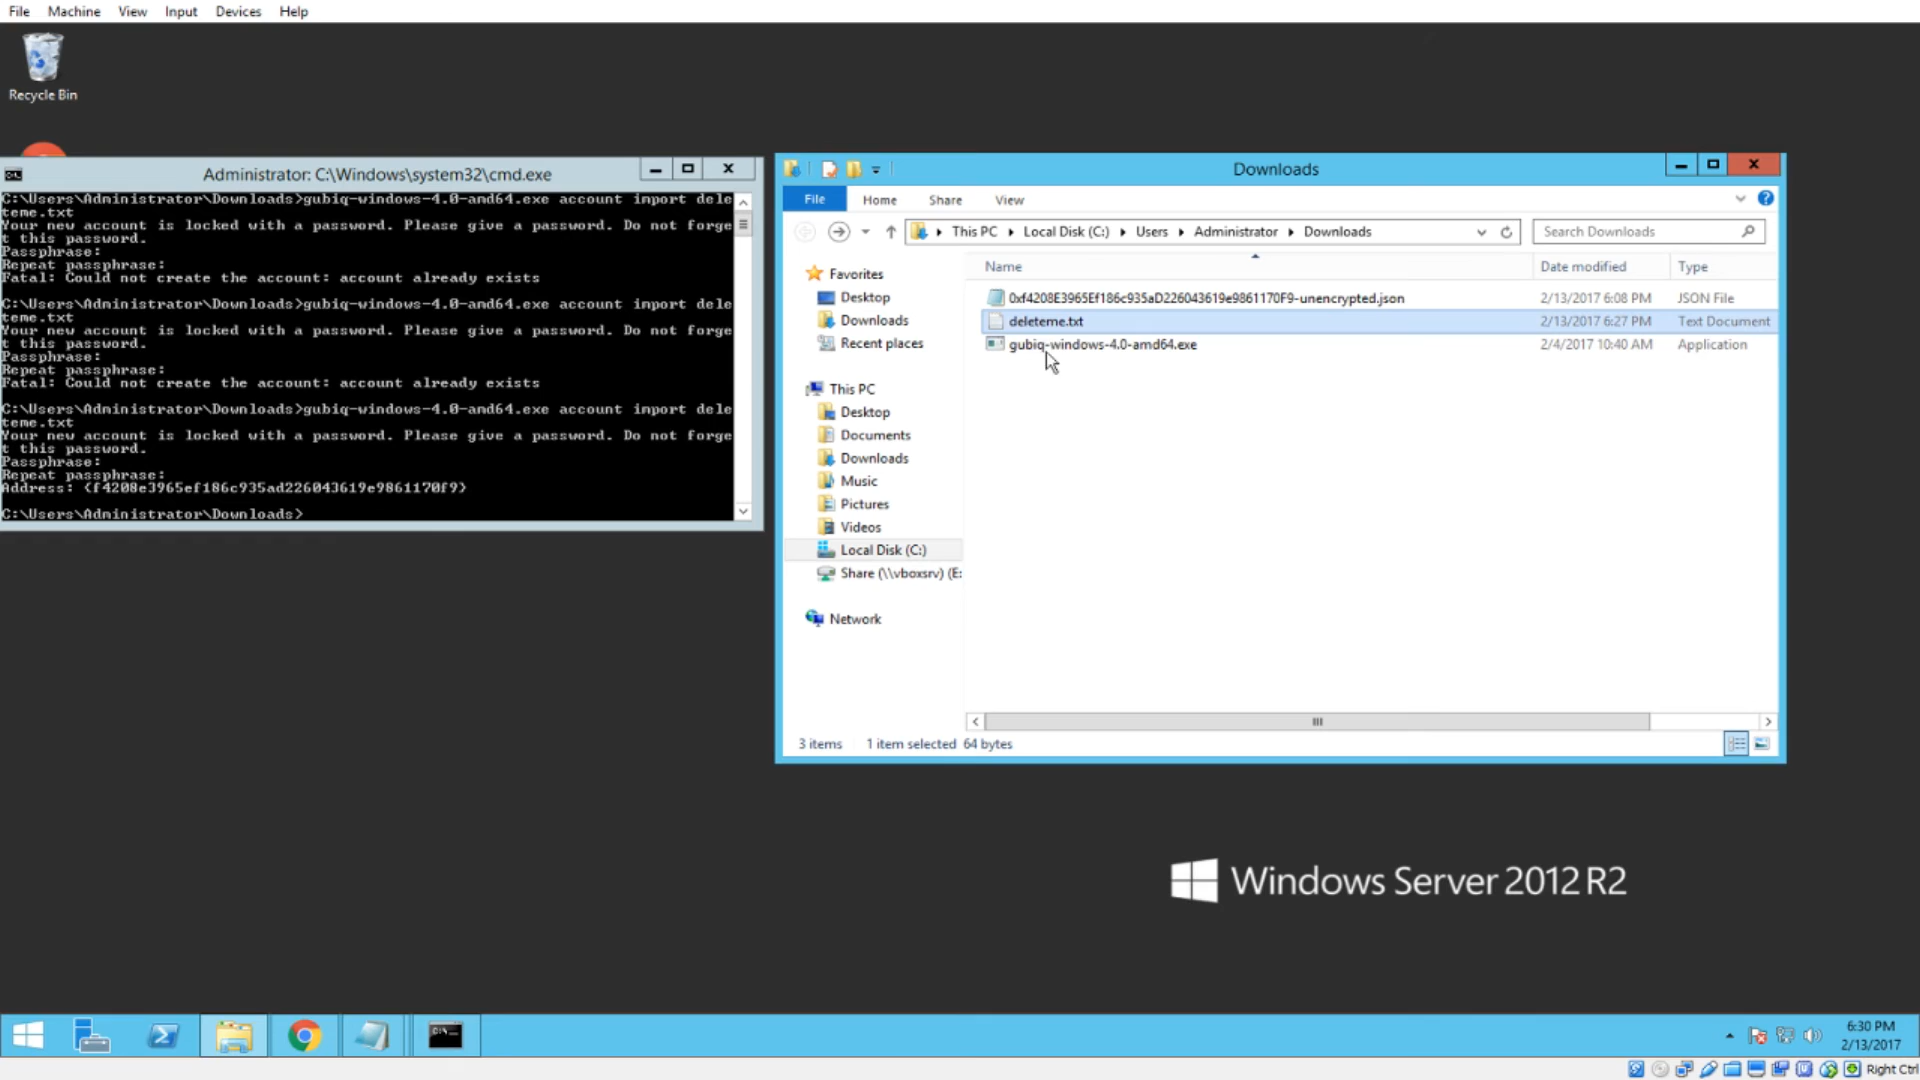 File Machine View Input Devices Help
Recycle Bin
Administrator: C:\Windows\system32\cmd.exe
C:\Users\Administrator\Downloads>gubiq-windows-4.0-amd64.exe account import dele
teme.txt
Your new account is locked with a password. Please give a password. Do not forge
t this password.
Passphrase:
Repeat passphrase:
Fatal: Could not create the account: account already exists
C:\Users\Administrator\Downloads>gubiq-windows-4.0-amd64.exe account import dele
teme.txt
Your new account is locked with a password. Please give a password. Do not forge
t this password.
Passphrase:
Repeat passphrase:
Fatal: Could not create the account: account already exists
C:\Users\Administrator\Downloads>gubiq-windows-4.0-amd64.exe account import dele
teme.txt
Your new account is locked with a password. Please give a password. Do not forge
t this password.
Passphrase:
Repeat passphrase:
Address: {f4208e3965ef186c935ad226043619e9861170f9}
C:\Users\Administrator\Downloads>
Downloads
File Home Share View
This PC Local Disk (C:) Users Administrator Downloads
Search Downloads
Favorites
Desktop
Downloads
Recent places
This PC
Desktop
Documents
Downloads
Music
Pictures
Videos
Local Disk (C:)
Share (\\vboxsrv) (E:
Network
Name Date modified Type
0xf4208E3965Ef186c935aD226043619e9861170F9-unencrypted.json 2/13/2017 6:08 PM JSON File
deleteme.txt 2/13/2017 6:27 PM Text Document
gubiq-windows-4.0-amd64.exe 2/4/2017 10:40 AM Application
3 items 1 item selected 64 bytes
Windows Server 2012 R2
6:30 PM
2/13/2017
Right Ctrl